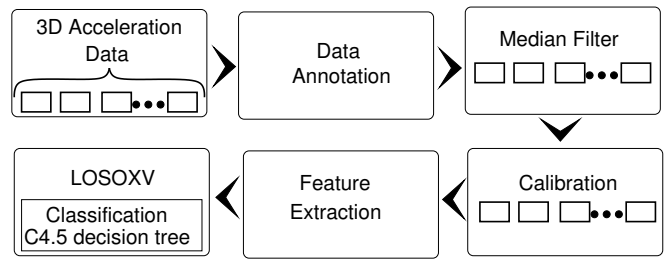 3D Acceleration
Data
Data
Annotation
Median Filter
Calibration
Feature
Extraction
LOSOXV
Classification
C4.5 decision tree